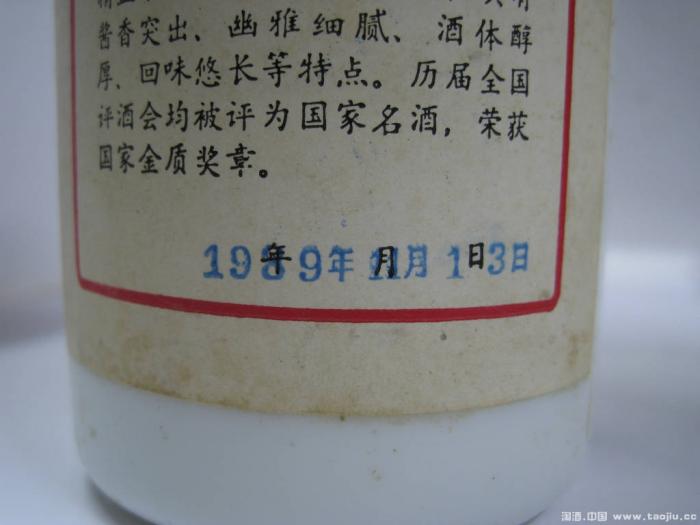 酱香突出、幽雅细腻、酒体醇
厚、回味悠长等特点。历届全国
评酒会均被评为国家名酒，荣获
国家金质奖章。
年 月 日
1989年11月13日
淘酒.中国 www.taojiu.cc